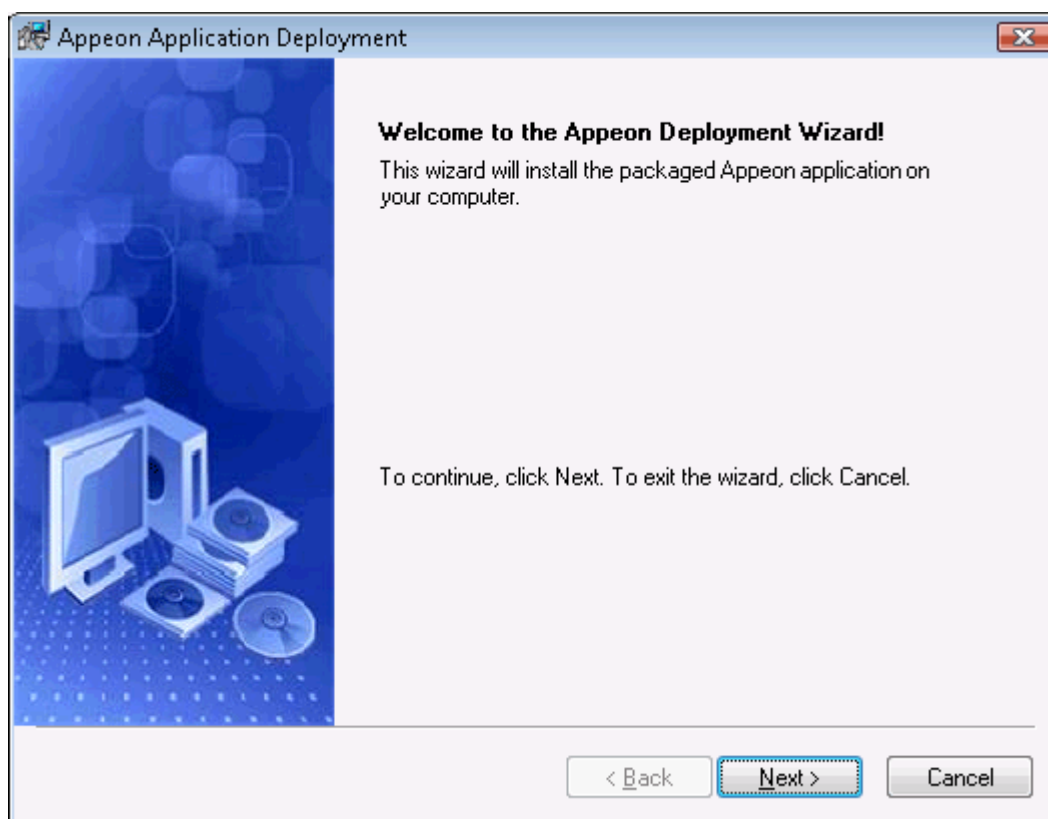 Appeon Application Deployment
Welcome to the Appeon Deployment Wizard!
This wizard will install the packaged Appeon application on
your computer.
To continue, click Next. To exit the wizard, click Cancel.
< Back
Next >
Cancel